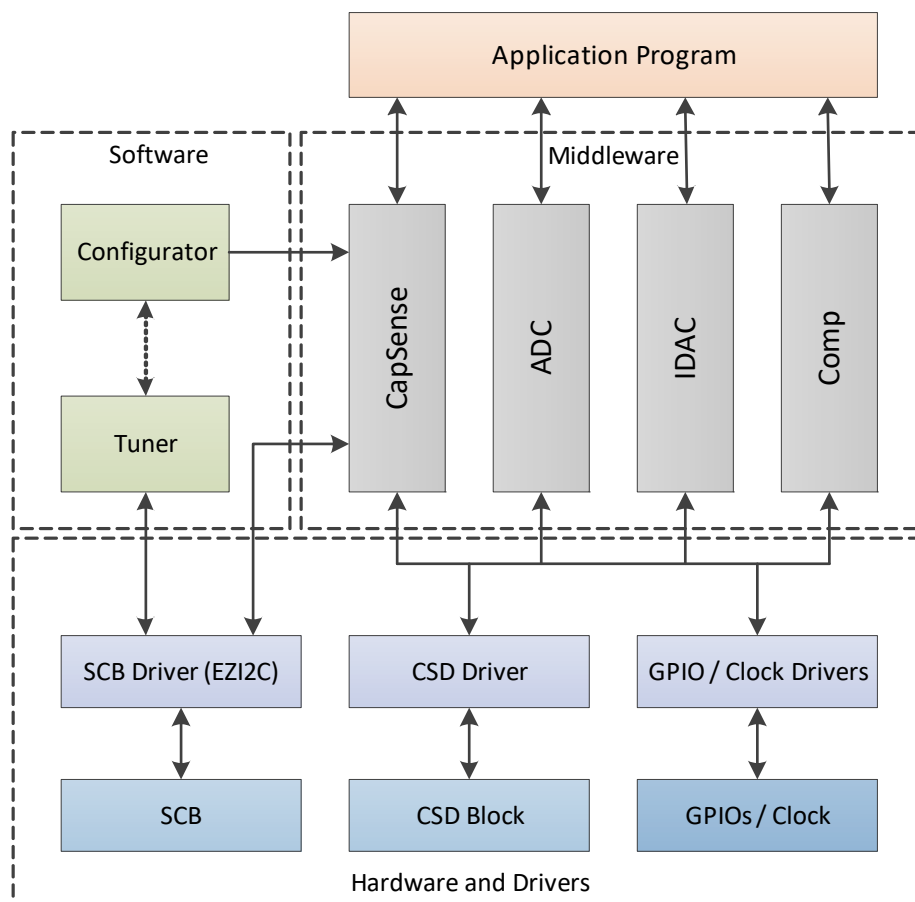 Application Program
Software
Middleware
Configurator
Tuner
CapSense
ADC
IDAC
Comp
SCB Driver (EZI2C)
CSD Driver
GPIO / Clock Drivers
SCB
CSD Block
GPIOs / Clock
Hardware and Drivers